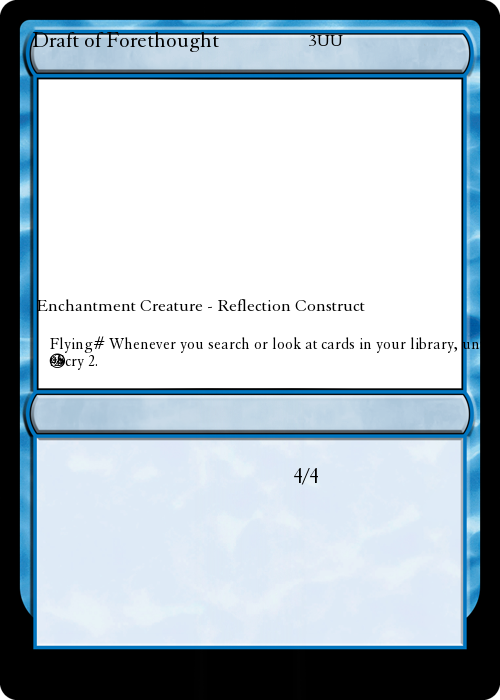 Draft of Forethought 3UU
Enchantment Creature - Reflection Construct
Flying# Whenever you search or look at cards in your library, un
cry 2.
4/4